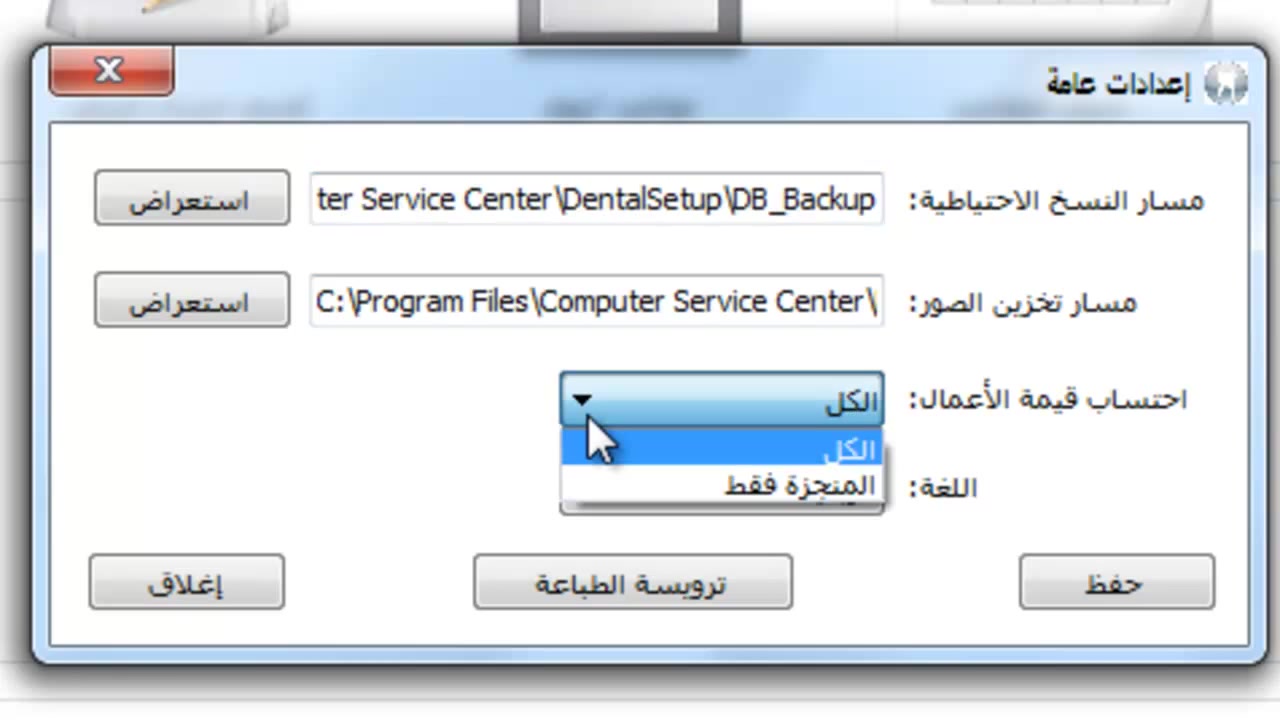 إعدادات عامة
مسار النسخ الاحتياطية: ter Service Center\DentalSetup\DB_Backup استعراض
مسار تخزين الصور: C:\Program Files\Computer Service Center\ استعراض
احتساب قيمة الأعمال: الكل
الكل
المنجزة فقط
اللغة:
حفظ ترويسة الطباعة إغلاق